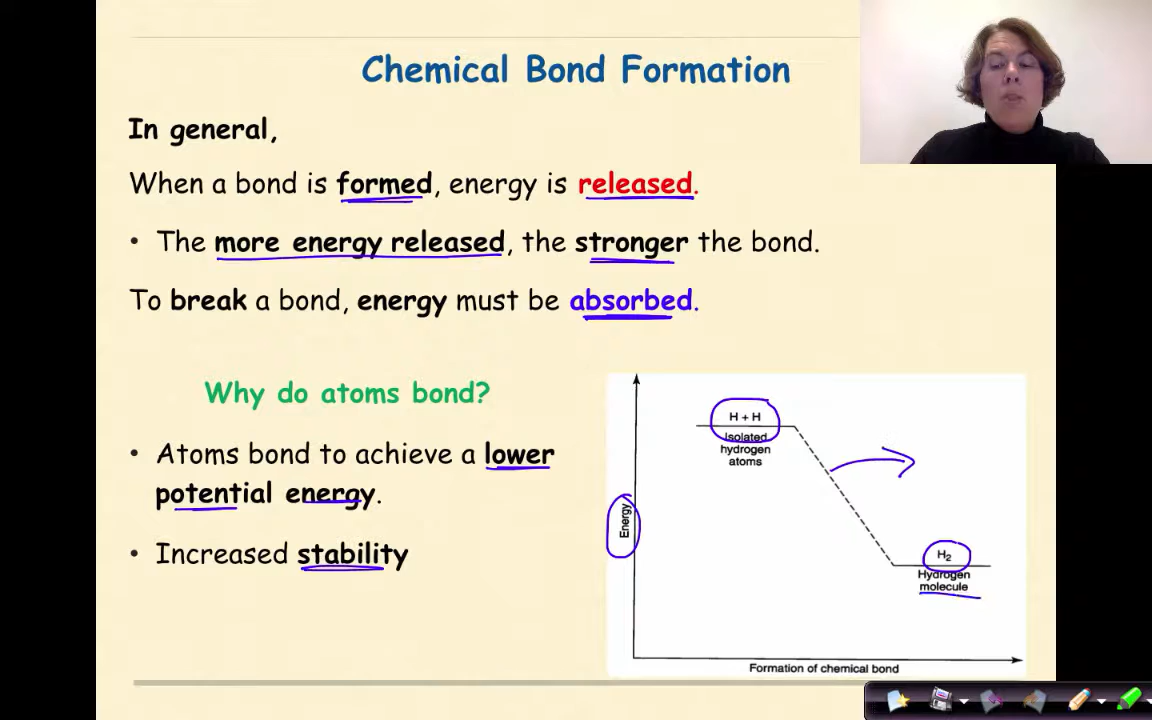 Chemical Bond Formation
In general,
When a bond is formed, energy is released.
• The more energy released, the stronger the bond.
To break a bond, energy must be absorbed.
Why do atoms bond?
• Atoms bond to achieve a lower
potential energy.
• Increased stability
H + H
Isolated
hydrogen
atoms
Energy
H₂
Hydrogen
molecule
Formation of chemical bond